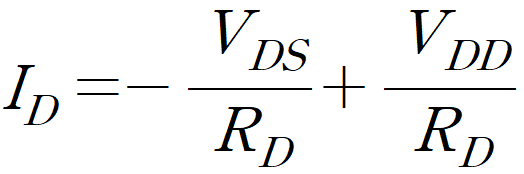 I_D = − V_DS / R_D + V_DD / R_D